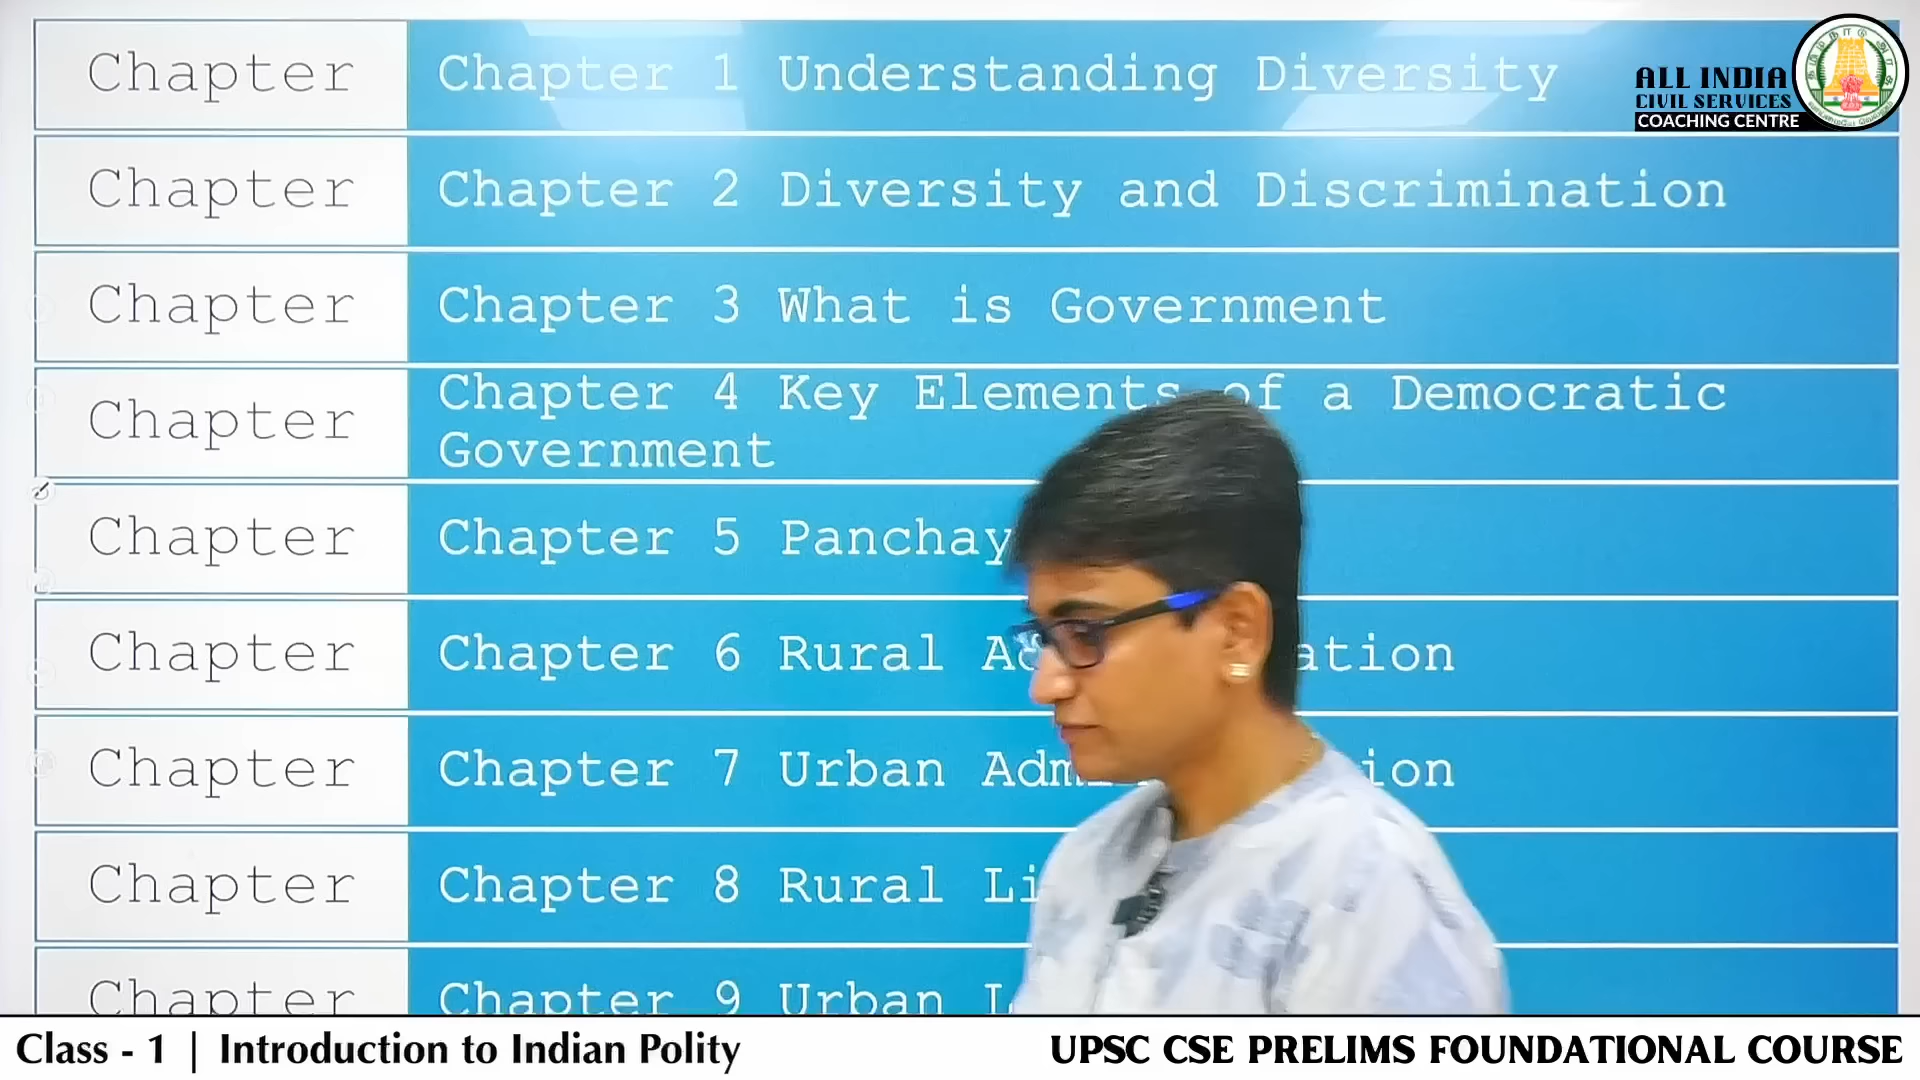 Chapter
Chapter 1 Understanding Diversity
ALL INDIA
CIVIL SERVICES
COACHING CENTRE
Chapter
Chapter 2 Diversity and Discrimination
Chapter
Chapter 3 What is Government
Chapter
Chapter 4 Key Elements of a Democratic
Government
Chapter
Chapter 5
Chapter
Chapter 6 Rural
Chapter
Chapter 7 Urban
Chapter
Chapter 8 Rural
Chapter
Chapter 9 Urban
Class - 1 | Introduction to Indian Polity
UPSC CSE PRELIMS FOUNDATIONAL COURSE